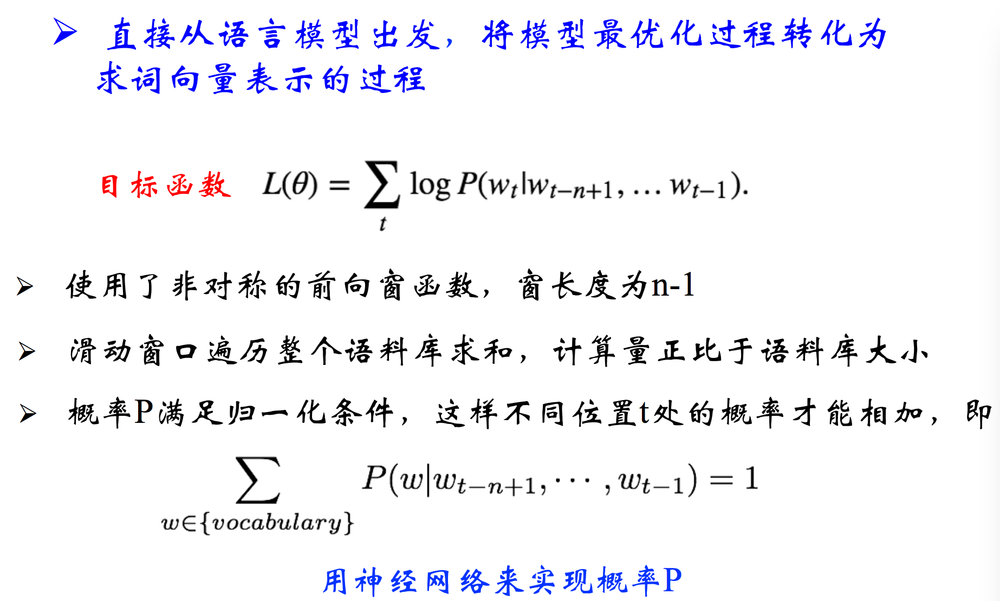 ➢ 直接从语言模型出发，将模型最优化过程转化为
求词向量表示的过程
目标函数 L(θ) = ∑_t log P(w_t|w_{t−n+1}, … w_{t−1}).
➢ 使用了非对称的前向窗函数，窗长度为n-1
➢ 滑动窗口遍历整个语料库求和，计算量正比于语料库大小
➢ 概率P满足归一化条件，这样不同位置t处的概率才能相加，即
∑_{w∈{vocabulary}} P(w|w_{t−n+1}, ⋯ , w_{t−1}) = 1
用神经网络来实现概率P